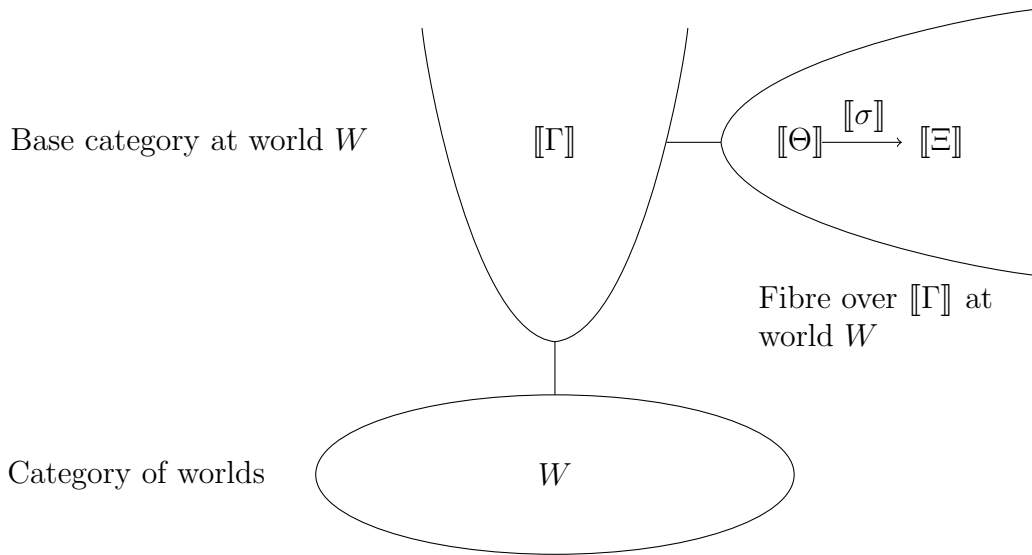 Base category at world W
⟦Γ⟧
⟦Θ⟧ ⟦σ⟧ ⟦Ξ⟧
Fibre over ⟦Γ⟧ at
world W
Category of worlds
W